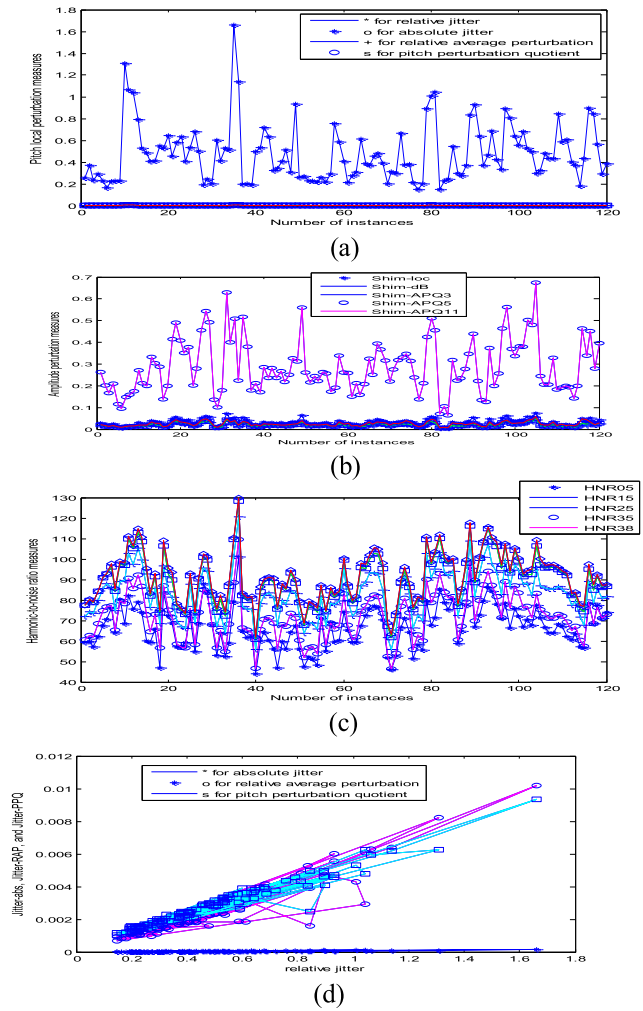 1.8
1.6
1.4
1.2
1
0.8
0.6
0.4
0.2
0
Pitch local perturbation measures
* for relative jitter
o for absolute jitter
+ for relative average perturbation
s for pitch perturbation quotient
0 20 40 60 80 100 120
Number of instances
(a)
0.7
0.6
0.5
0.4
0.3
0.2
0.1
0
Amplitude perturbation measures
Shim-loc
Shim-dB
Shim-APQ3
Shim-APQ5
Shim-APQ11
0 20 40 60 80 100 120
Number of instances
(b)
HNR05
HNR15
HNR25
HNR35
HNR38
130
120
110
100
90
80
70
60
50
40
Harmonic-to-Noise ratio measures
0 20 40 60 80 100 120
Number of instances
(c)
0.012
0.01
0.008
0.006
0.004
0.002
0
Jitter-abs, Jitter-RAP, and Jitter-PPQ
* for absolute jitter
o for relative average perturbation
s for pitch perturbation quotient
0 0.2 0.4 0.6 0.8 1 1.2 1.4 1.6 1.8
relative jitter
(d)